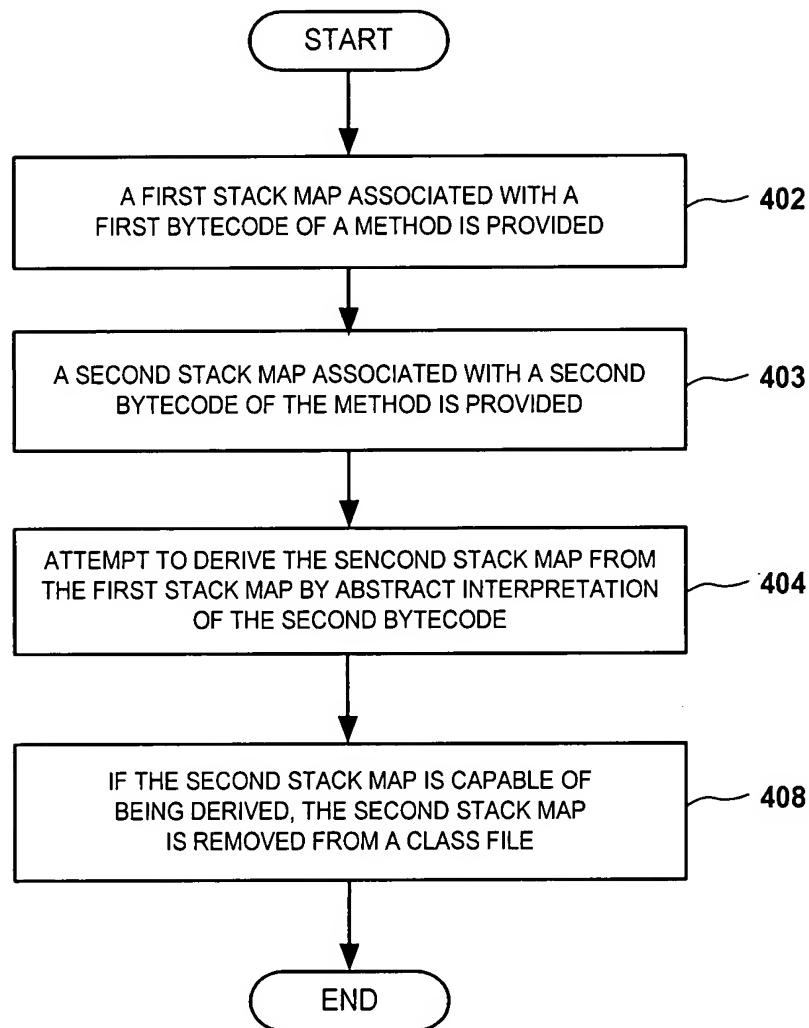 START
A FIRST STACK MAP ASSOCIATED WITH A
FIRST BYTECODE OF A METHOD IS PROVIDED
402
A SECOND STACK MAP ASSOCIATED WITH A SECOND
BYTECODE OF THE METHOD IS PROVIDED
403
ATTEMPT TO DERIVE THE SENCOND STACK MAP FROM
THE FIRST STACK MAP BY ABSTRACT INTERPRETATION
OF THE SECOND BYTECODE
404
IF THE SECOND STACK MAP IS CAPABLE OF
BEING DERIVED, THE SECOND STACK MAP
IS REMOVED FROM A CLASS FILE
408
END